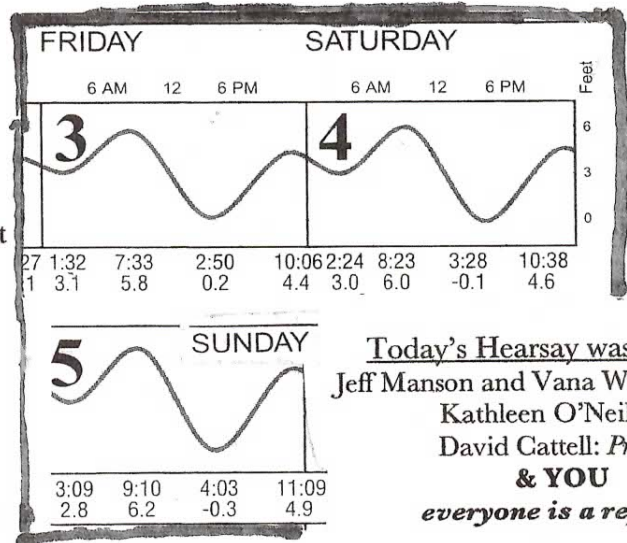 FRIDAY SATURDAY
6 AM 12 6 PM 6 AM 12 6 PM Feet
3 4 6
3
0
t
27 1:32 7:33 2:50 10:06 2:24 8:23 3:28 10:38
.1 3.1 5.8 0.2 4.4 3.0 6.0 -0.1 4.6
5 SUNDAY
3:09 9:10 4:03 11:09
2.8 6.2 -0.3 4.9
Today's Hearsay was
Jeff Manson and Vana W
Kathleen O'Neil
David Cattell: Pr
& YOU
everyone is a re